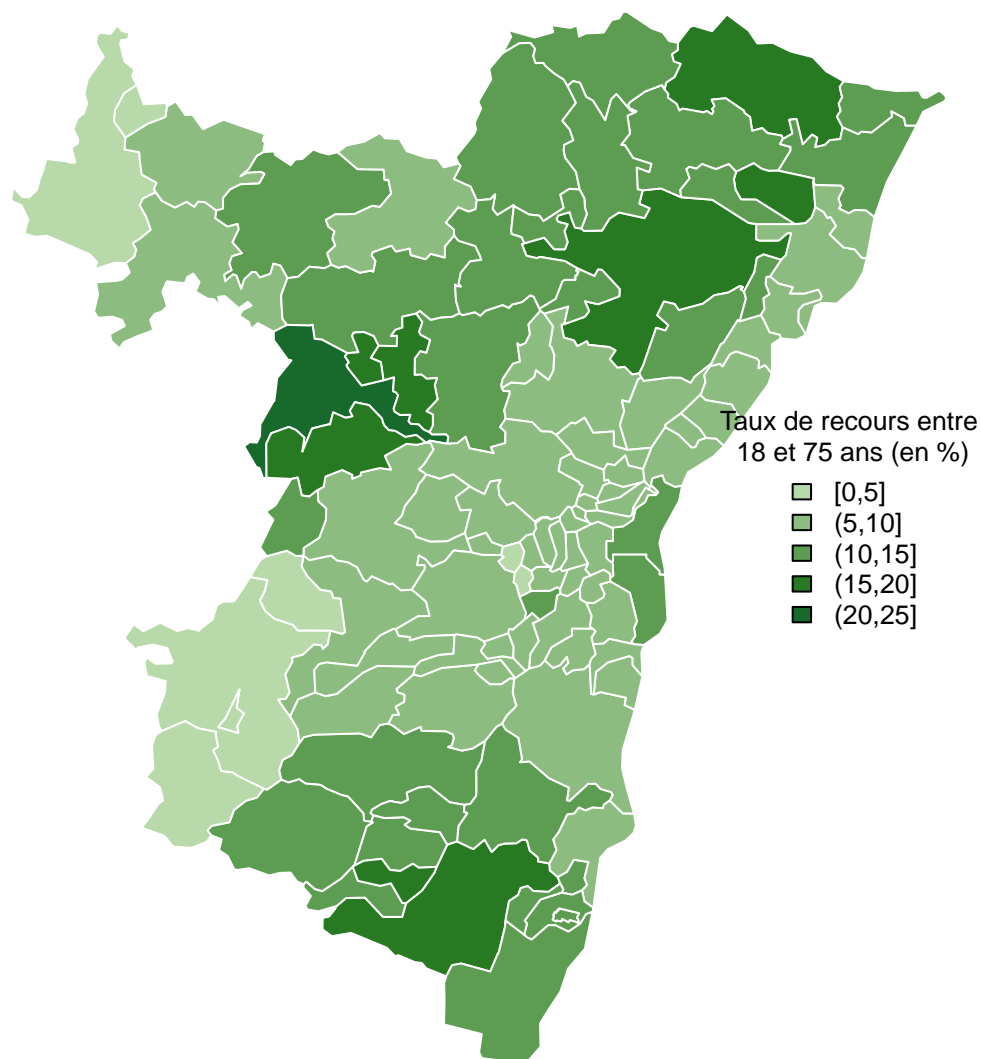 Taux de recours entre
18 et 75 ans (en %)
[0,5]
(5,10]
(10,15]
(15,20]
(20,25]